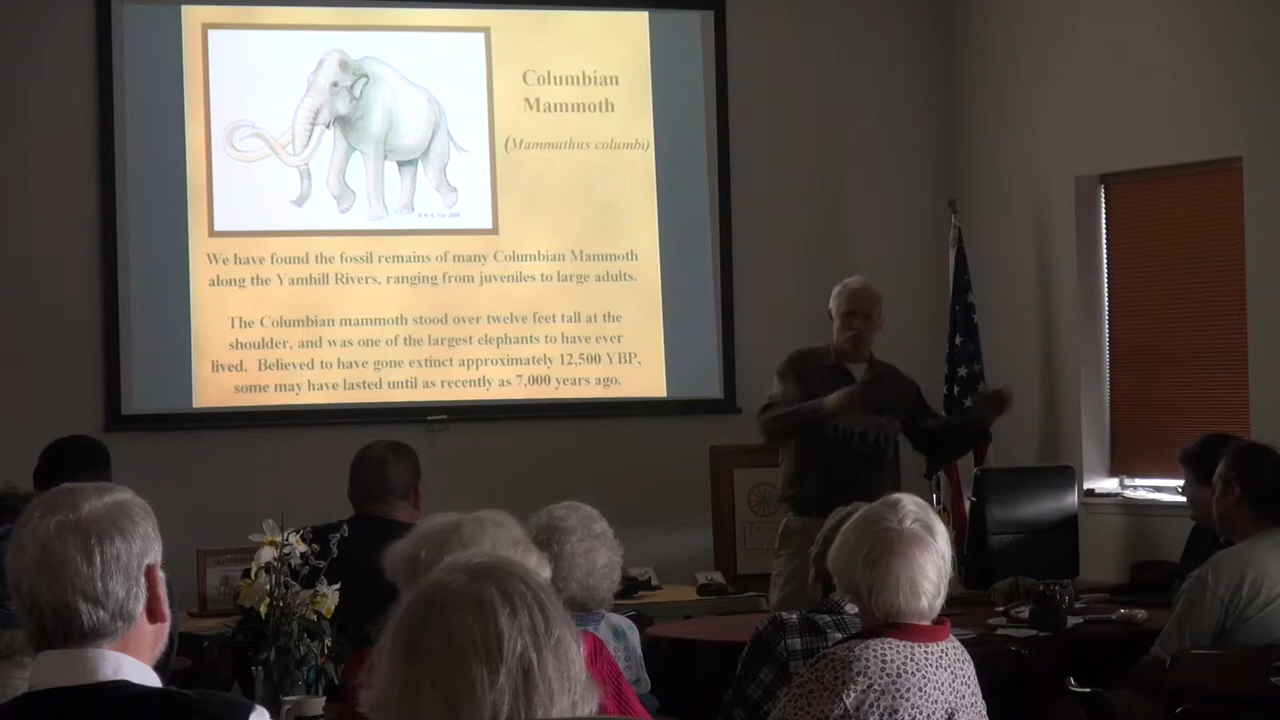 Columbian
Mammoth
(Mammuthus columbi)
We have found the fossil remains of many Columbian Mammoth
along the Yamhill Rivers, ranging from juveniles to large adults.
The Columbian mammoth stood over twelve feet tall at the
shoulder, and was one of the largest elephants to have ever
lived. Believed to have gone extinct approximately 12,500 YBP,
some may have lasted until as recently as 7,000 years ago.